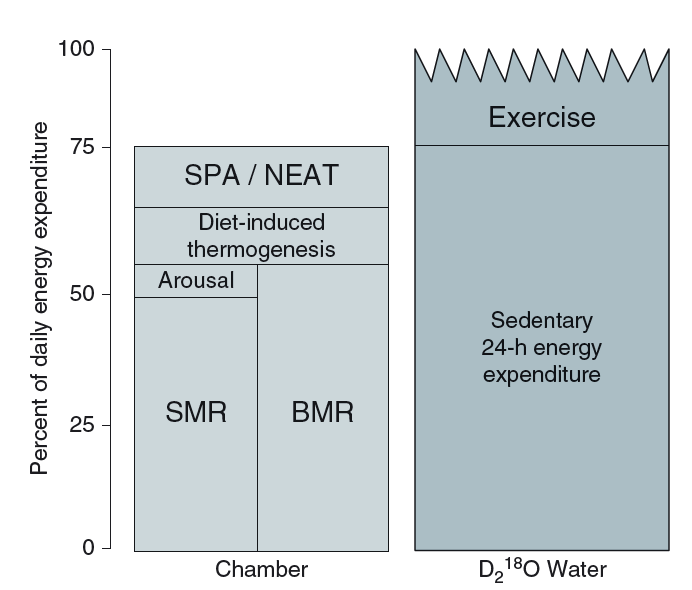 Percent of daily energy expenditure
100
75
50
25
0
SPA / NEAT
Diet-induced
thermogenesis
Arousal
SMR
BMR
Chamber
Exercise
Sedentary
24-h energy
expenditure
D₂¹⁸O Water